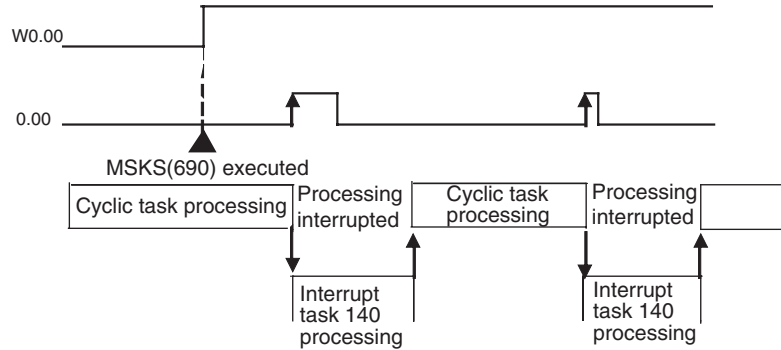 W0.00
0.00
MSKS(690) executed
Cyclic task processing
Processing
interrupted
Cyclic task
processing
Processing
interrupted
Interrupt
task 140
processing
Interrupt
task 140
processing